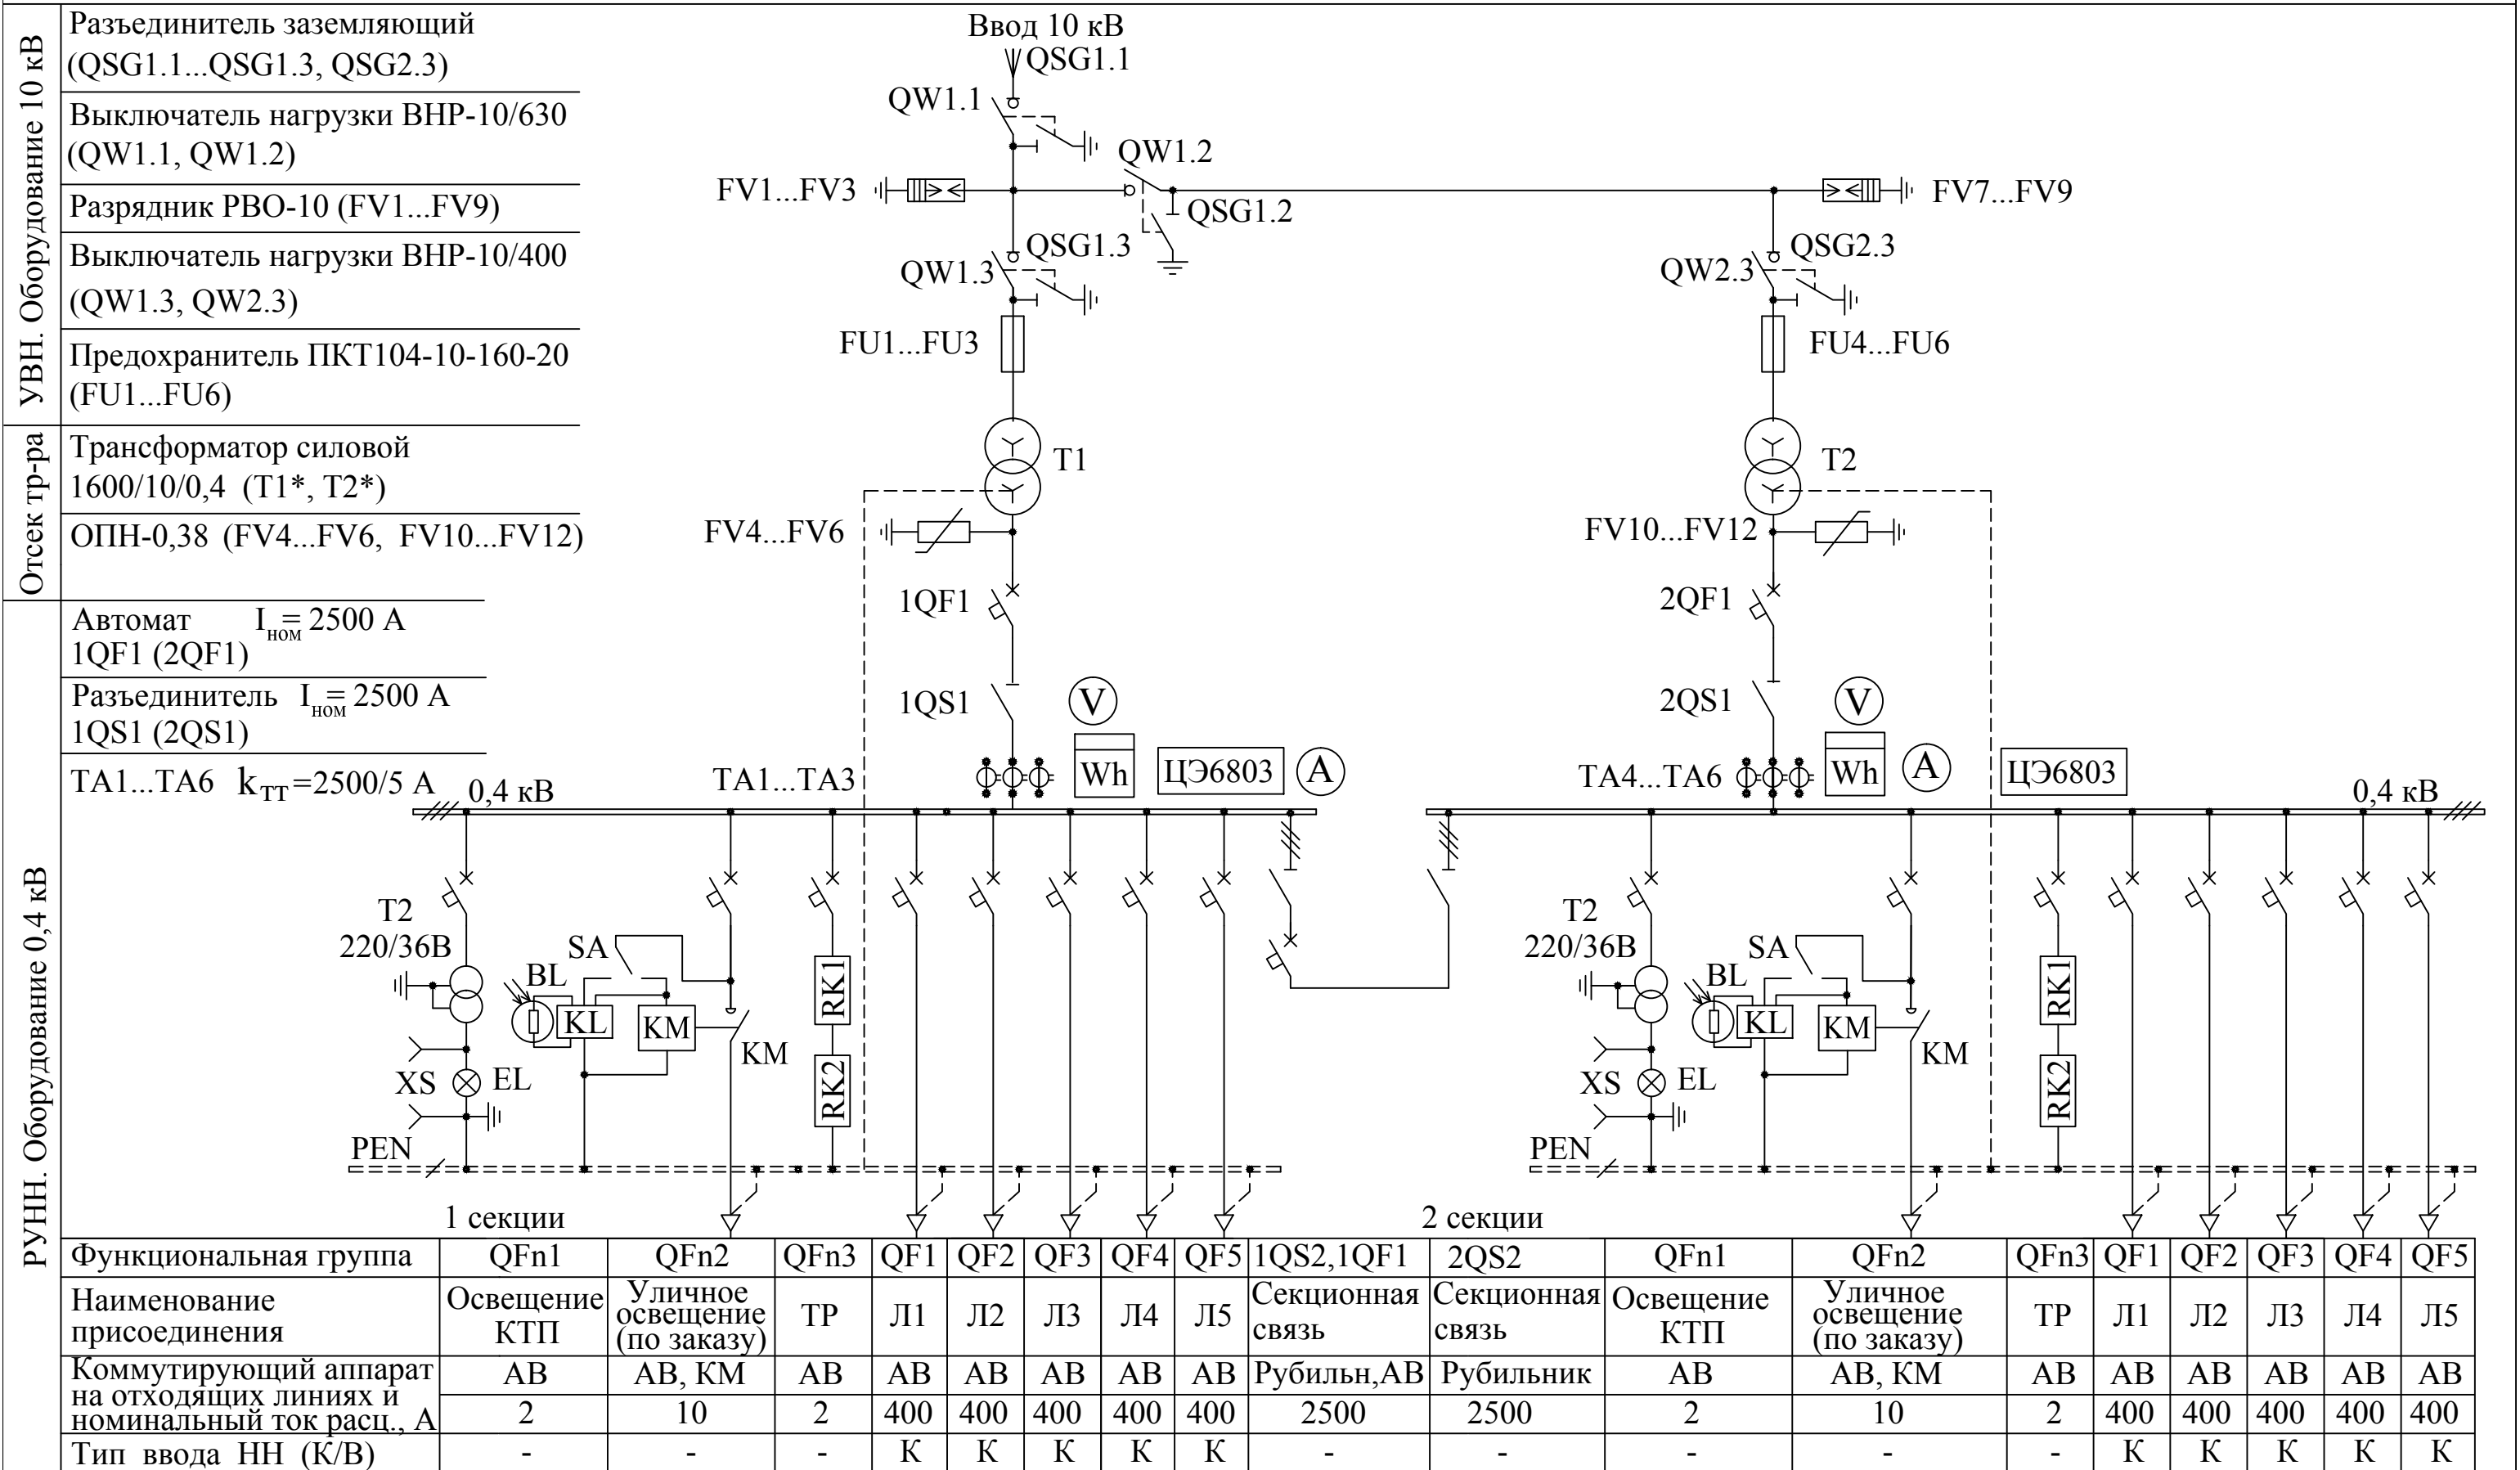 УВН. Оборудование 10 кВ
Разъединитель заземляющий
(QSG1.1...QSG1.3, QSG2.3)
Выключатель нагрузки ВНР-10/630
(QW1.1, QW1.2)
Разрядник РВО-10 (FV1...FV9)
Выключатель нагрузки ВНР-10/400
(QW1.3, QW2.3)
Предохранитель ПКТ104-10-160-20
(FU1...FU6)
Отсек тр-ра
Трансформатор силовой
1600/10/0,4 (Т1*, Т2*)
ОПН-0,38 (FV4...FV6, FV10...FV12)
РУНН. Оборудование 0,4 кВ
Автомат Iном= 2500 А
1QF1 (2QF1)
Разъединитель Iном= 2500 А
1QS1 (2QS1)
ТА1...ТА6 kТТ=2500/5 А
Ввод 10 кВ
QSG1.1
QW1.1
QW1.2
FV1...FV3
QSG1.2
FV7...FV9
QSG1.3
QW1.3
QSG2.3
QW2.3
FU1...FU3
FU4...FU6
Т1
Т2
FV4...FV6
FV10...FV12
1QF1
2QF1
1QS1
V
2QS1
V
ТА1...ТА3
Wh
ЦЭ6803
А
ТА4...ТА6
Wh
А
ЦЭ6803
0,4 кВ
0,4 кВ
Т2
220/36В
BL
SA
KL
KM
KM
RK1
RK2
XS
EL
PEN
Т2
220/36В
BL
SA
KL
KM
KM
RK1
RK2
XS
EL
PEN
1 секции
2 секции
Функциональная группа QFn1 QFn2 QFn3 QF1 QF2 QF3 QF4 QF5 1QS2,1QF1 2QS2 QFn1 QFn2 QFn3 QF1 QF2 QF3 QF4 QF5
Наименование
присоединения
Освещение
КТП
Уличное
освещение
(по заказу)
ТР Л1 Л2 Л3 Л4 Л5
Секционная
связь
Секционная
связь
Освещение
КТП
Уличное
освещение
(по заказу)
ТР Л1 Л2 Л3 Л4 Л5
Коммутирующий аппарат
на отходящих линиях и
номинальный ток расц., А
АВ АВ, КМ АВ АВ АВ АВ АВ АВ Рубильн,АВ Рубильник АВ АВ, КМ АВ АВ АВ АВ АВ АВ
2 10 2 400 400 400 400 400 2500 2500 2 10 2 400 400 400 400 400
Тип ввода НН (К/В) - - - К К К К К - - - - - К К К К К